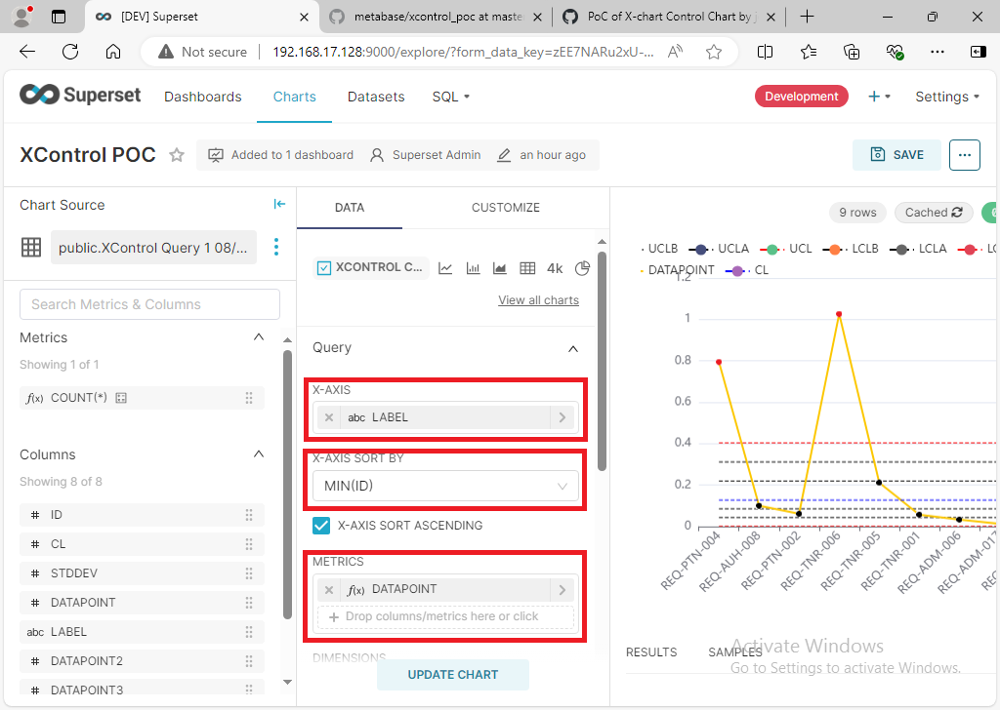 [DEV] Superset
metabase/xcontrol_poc at master
PoC of X-chart Control Chart by
Not secure
192.168.17.128:9000/explore/?form_data_key=zEE7NARu2xU-...
Superset
Dashboards
Charts
Datasets
SQL
Development
Settings
XControl POC
Added to 1 dashboard
Superset Admin
an hour ago
SAVE
Chart Source
public.XControl Query 1 08/...
Search Metrics & Columns
Metrics
Showing 1 of 1
f(x) COUNT(*)
Columns
Showing 8 of 8
# ID
# CL
# STDDEV
# DATAPOINT
abc LABEL
# DATAPOINT2
# DATAPOINT3
DATA
CUSTOMIZE
XCONTROL C...
4k
View all charts
Query
X-AXIS
abc LABEL
X-AXIS SORT BY
MIN(ID)
X-AXIS SORT ASCENDING
METRICS
f(x) DATAPOINT
+ Drop columns/metrics here or click
DIMENSIONS
UPDATE CHART
9 rows
Cached
UCLB UCLA UCL LCLB LCLA
DATAPOINT CL
1.2
1
0.8
0.6
0.4
0.2
0
REQ-PTN-004
REQ-AUH-008
REQ-PTN-002
REQ-TNR-006
REQ-TNR-005
REQ-TNR-001
REQ-ADM-006
REQ-ADM-017
RESULTS
SAMPLES
Activate Windows
Go to Settings to activate Windows.